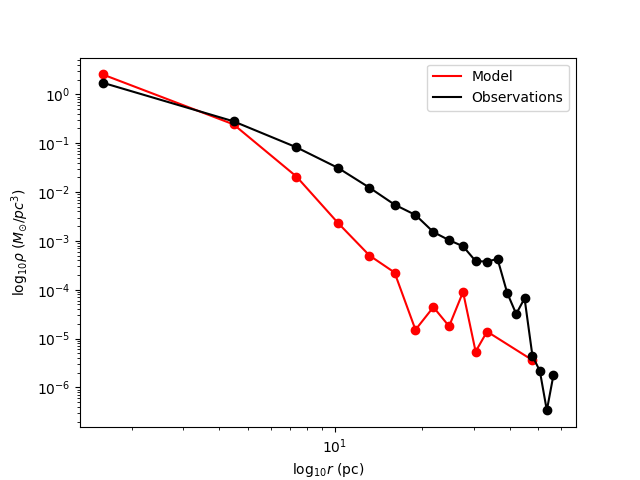 Model
Observations
10⁰
10⁻¹
10⁻²
10⁻³
10⁻⁴
10⁻⁵
10⁻⁶
log₁₀ρ (M⊙/pc³)
10¹
log₁₀r (pc)